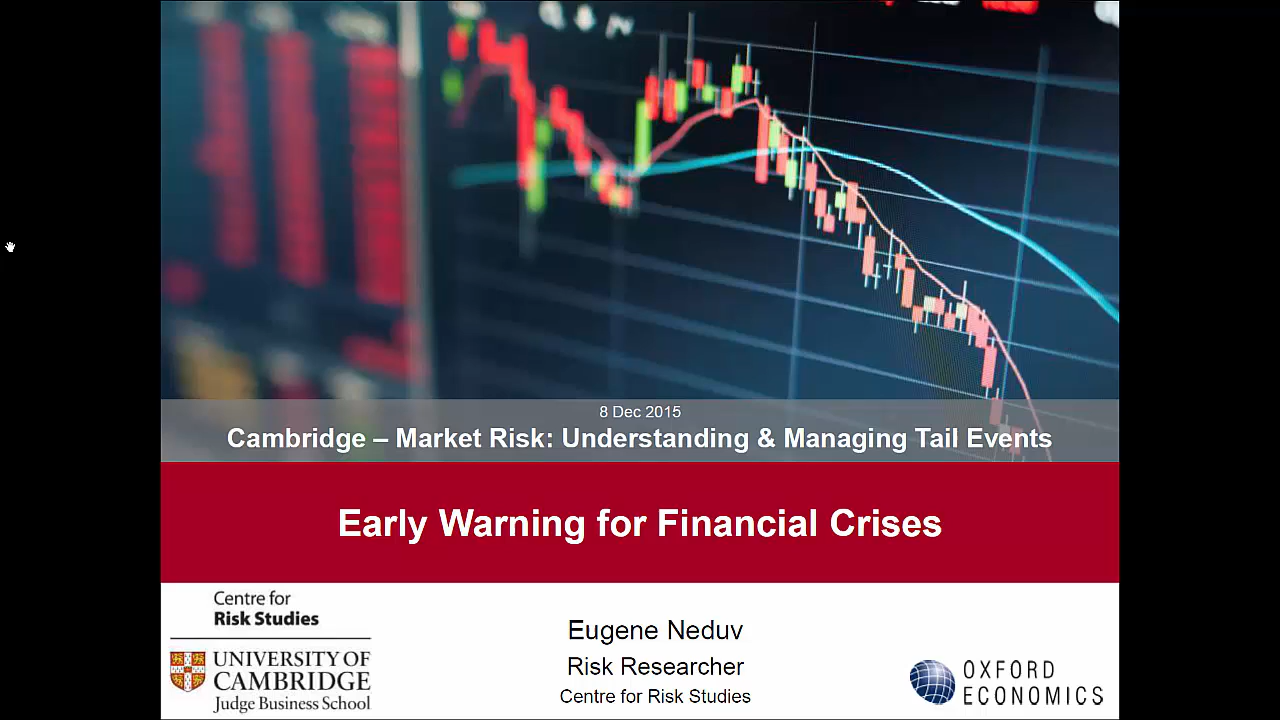 8 Dec 2015
Cambridge – Market Risk: Understanding & Managing Tail Events
Early Warning for Financial Crises
Centre for
Risk Studies
UNIVERSITY OF
CAMBRIDGE
Judge Business School
Eugene Neduv
Risk Researcher
Centre for Risk Studies
OXFORD
ECONOMICS